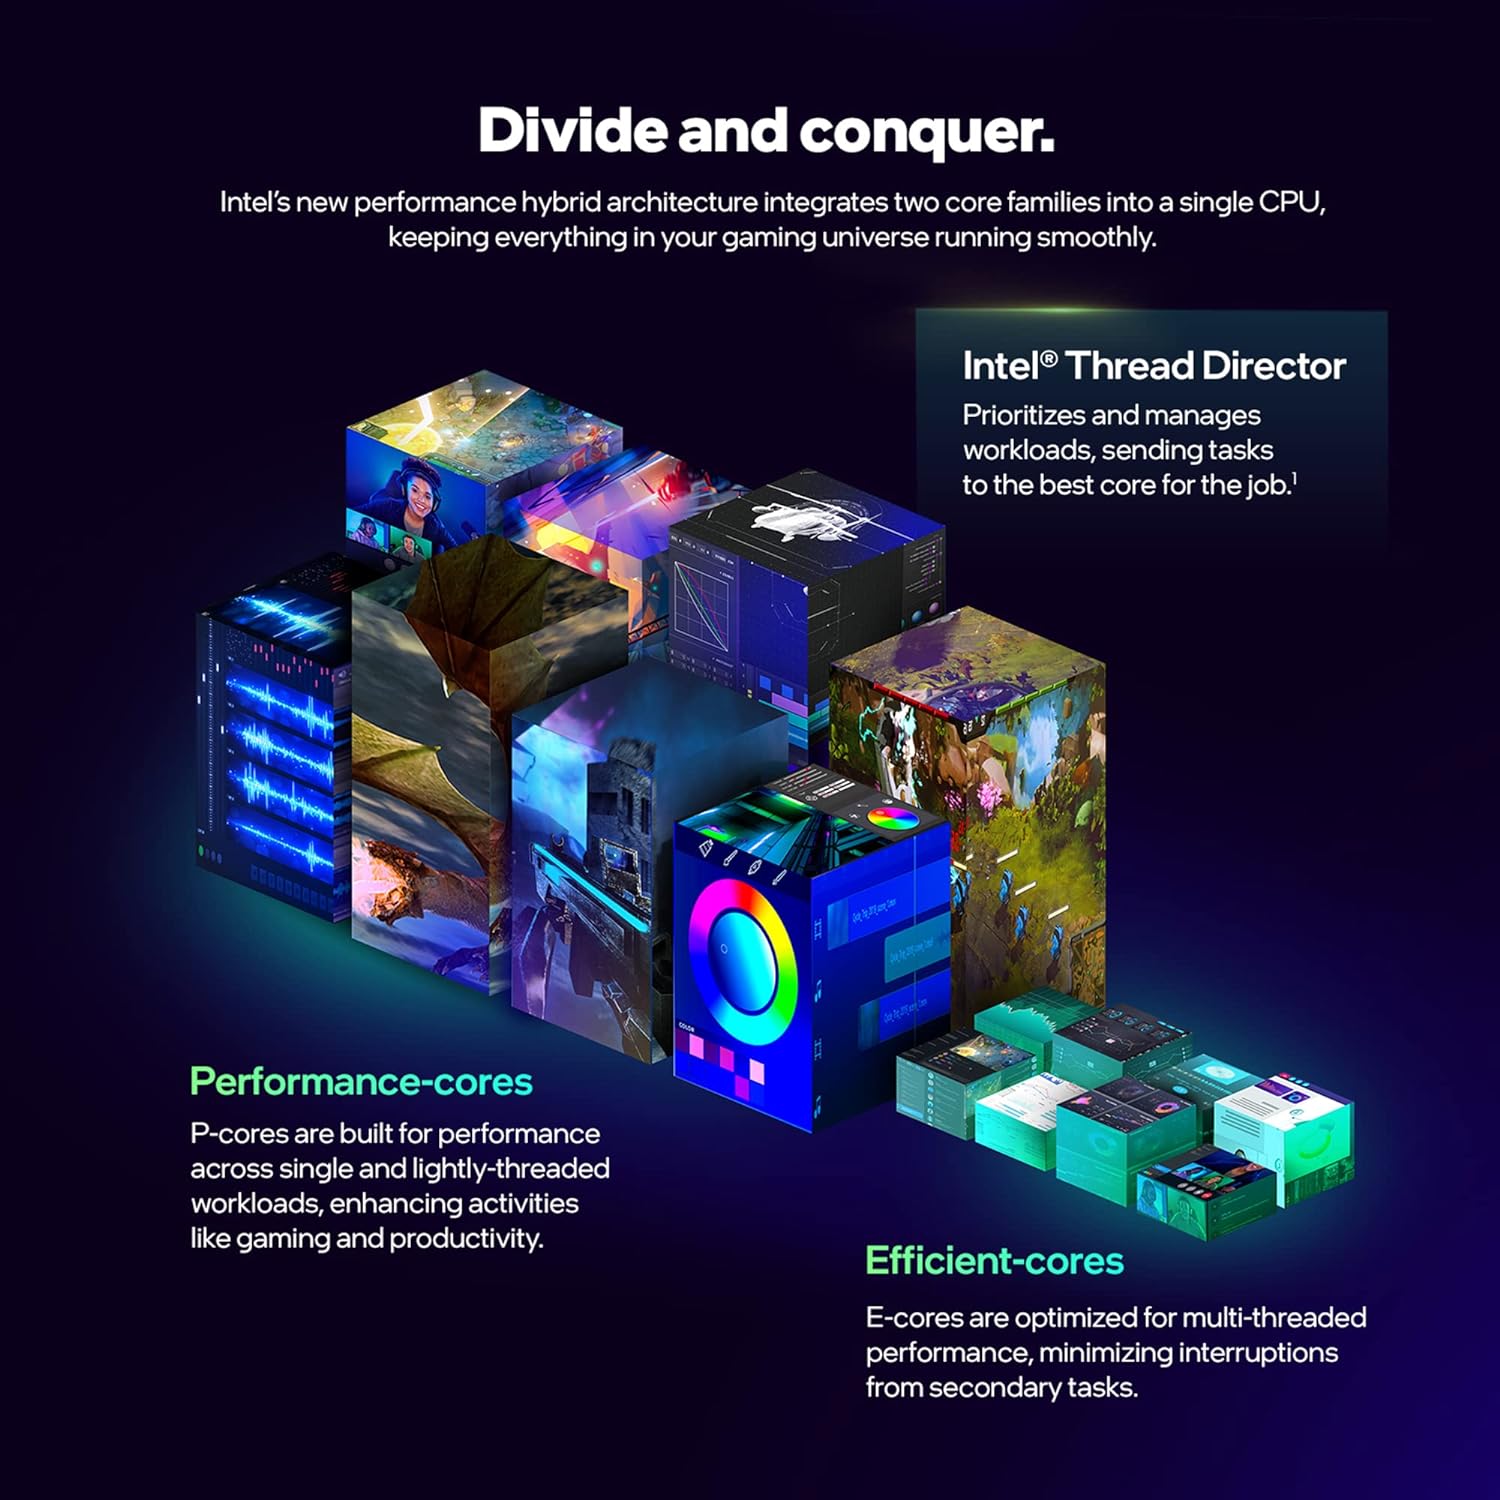 Divide and conquer.
Intel's new performance hybrid architecture integrates two core families into a single CPU,
keeping everything in your gaming universe running smoothly.
Intel® Thread Director
Prioritizes and manages
workloads, sending tasks
to the best core for the job.¹
COLOR
Performance-cores
P-cores are built for performance
across single and lightly-threaded
workloads, enhancing activities
like gaming and productivity.
Efficient-cores
E-cores are optimized for multi-threaded
performance, minimizing interruptions
from secondary tasks.